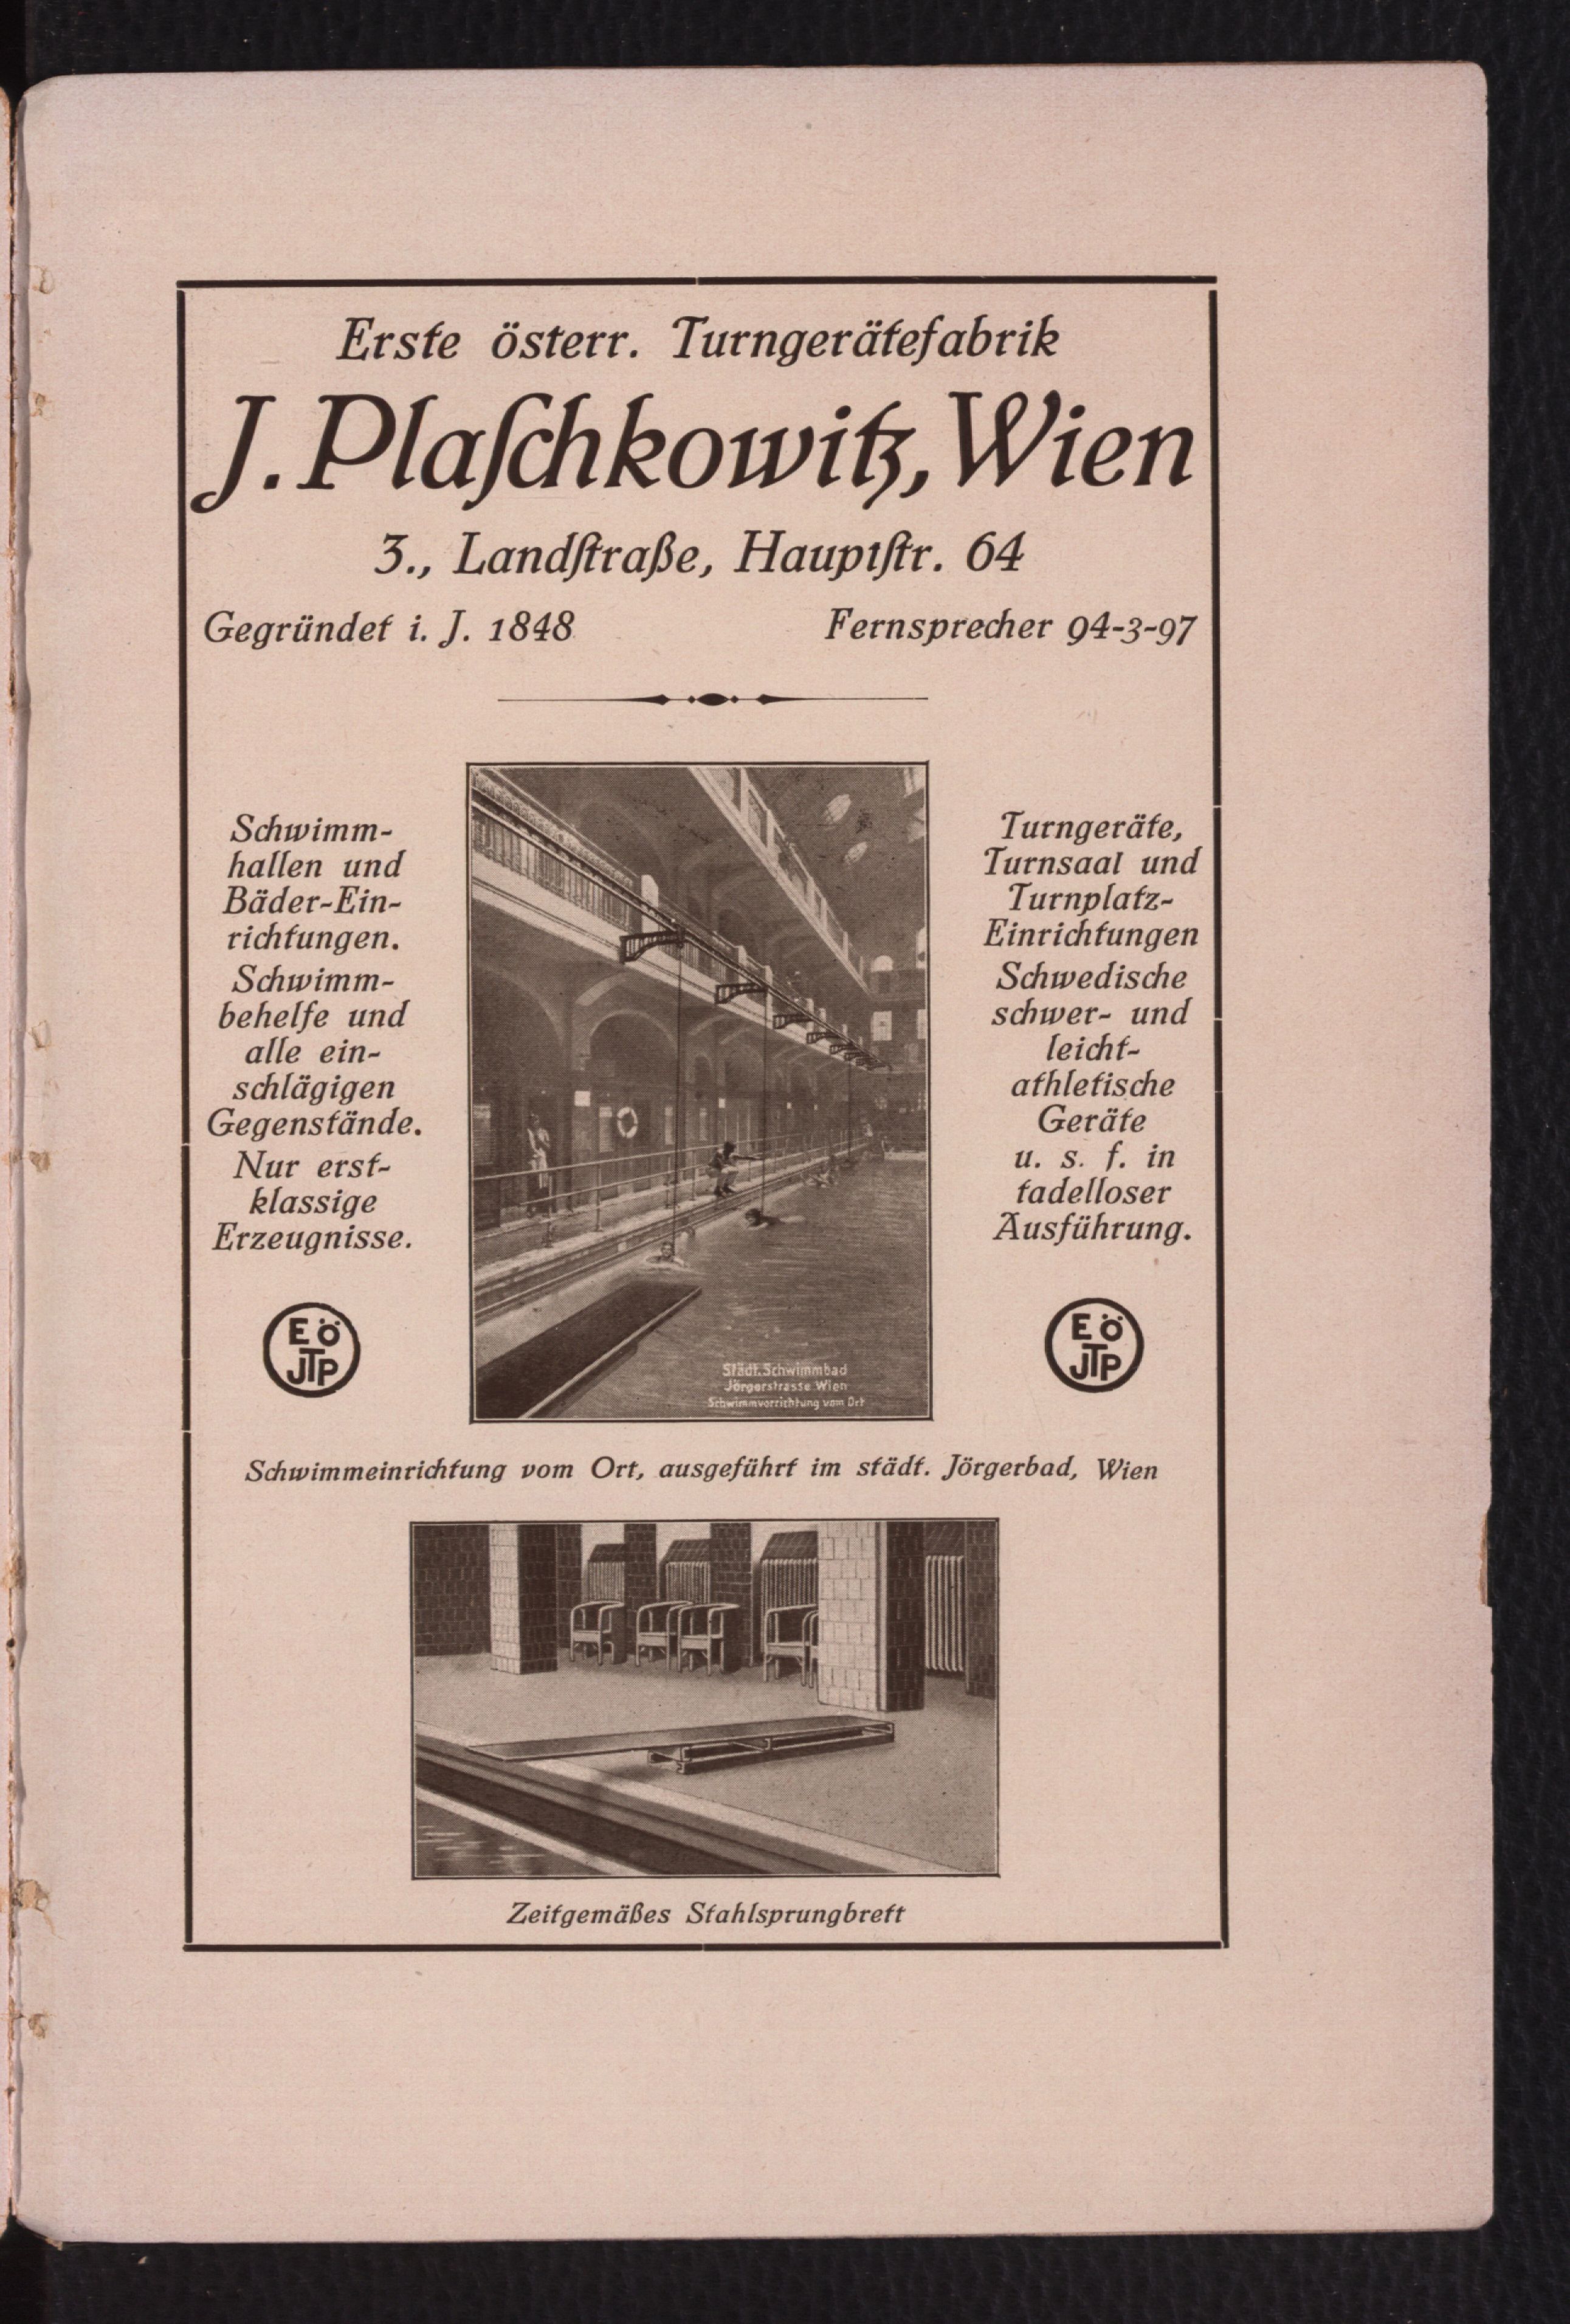 Erste österr. Turngerätefabrik
J. Plaſchkowitz, Wien
3., Landſtraße, Hauptſtr. 64
Gegründet i. J. 1848
Fernsprecher 94-3-97
Schwimm-
hallen und
Bäder-Ein-
richtungen.
Schwimm-
behelfe und
alle ein-
schlägigen
Gegenstände.
Nur erst-
klassige
Erzeugnisse.
E Ö
JTP
Städt. Schwimmbad
Jörgerstrasse Wien
Schwimmvorrichtung vom Ort
Turngeräte,
Turnsaal und
Turnplatz-
Einrichtungen
Schwedische
schwer- und
leicht-
athletische
Geräte
u. s. f. in
tadelloser
Ausführung.
E Ö
JTP
Schwimmeinrichtung vom Ort, ausgeführt im städt. Jörgerbad, Wien
Zeitgemäßes Stahlsprungbrett